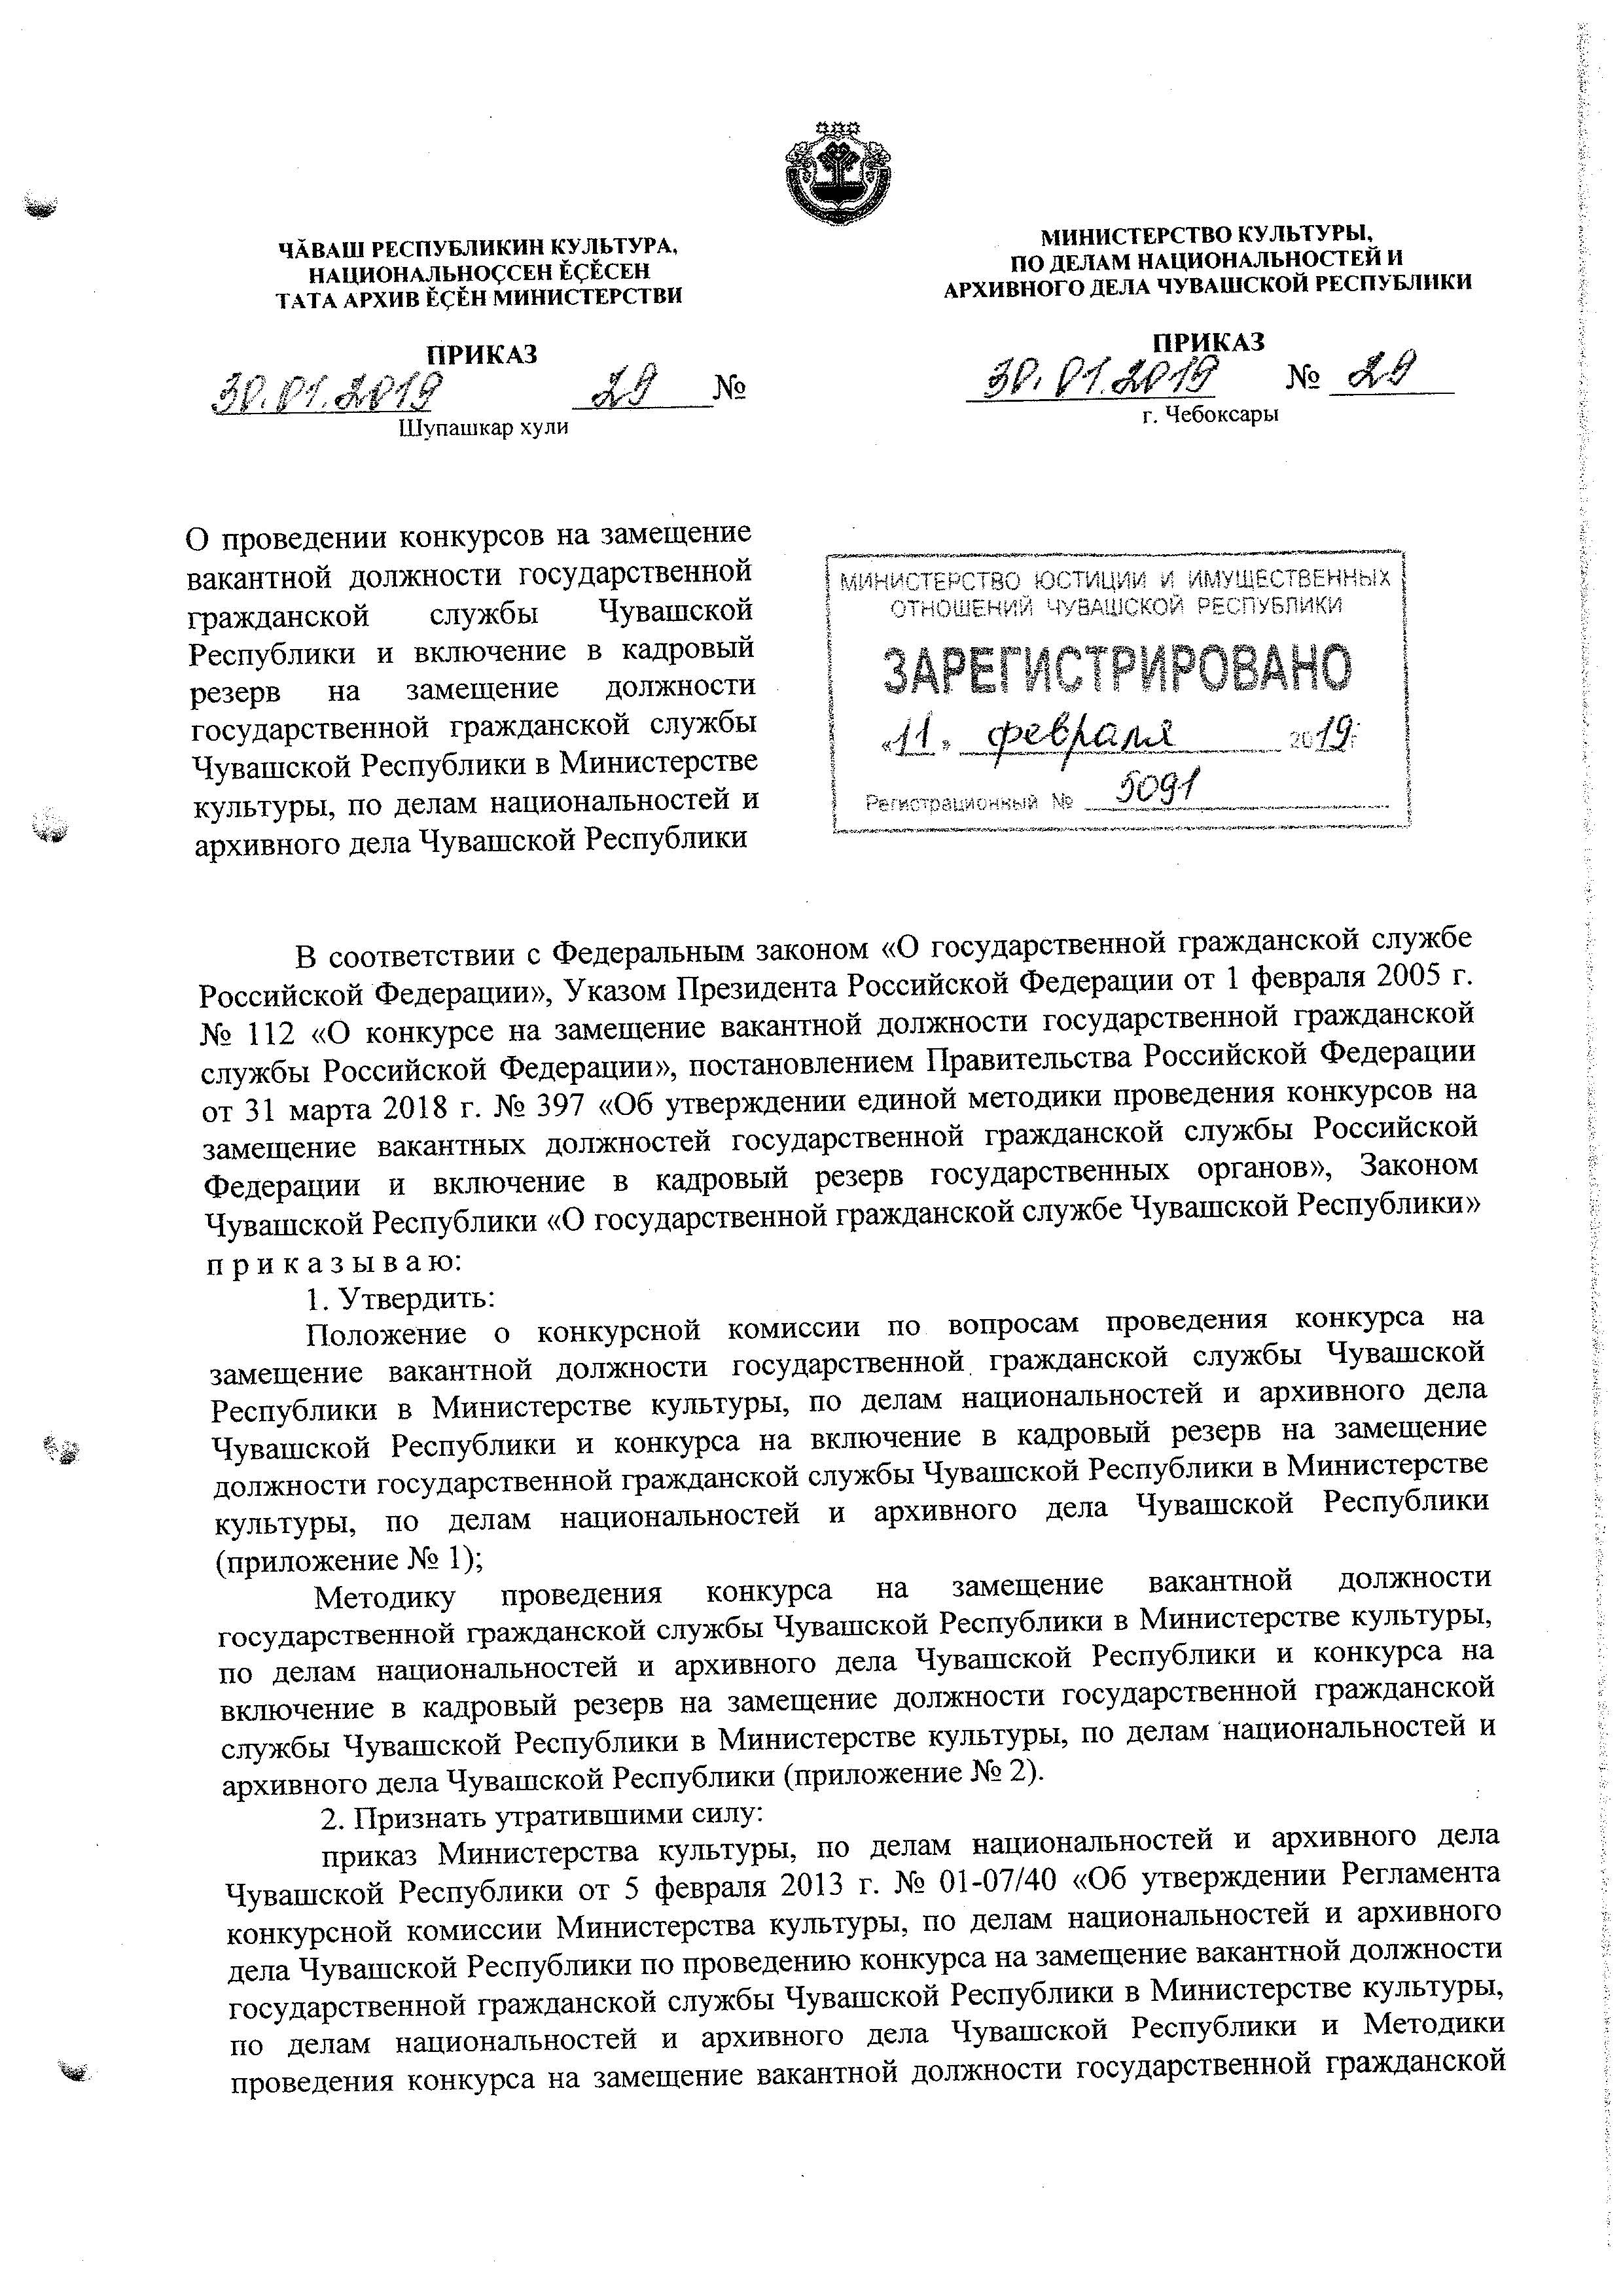 ЧӐВАШ РЕСПУБЛИКИН КУЛЬТУРА,
НАЦИОНАЛЬНОҪСЕН ӖҪӖСЕН
ТАТА АРХИВ ӖҪӖН МИНИСТЕРСТВИ
ПРИКАЗ
30.01.2019 29 №
Шупашкар хули
МИНИСТЕРСТВО КУЛЬТУРЫ,
ПО ДЕЛАМ НАЦИОНАЛЬНОСТЕЙ И
АРХИВНОГО ДЕЛА ЧУВАШСКОЙ РЕСПУБЛИКИ
ПРИКАЗ
30.01.2019 № 29
г. Чебоксары
О проведении конкурсов на замещение
вакантной должности государственной
гражданской службы Чувашской
Республики и включение в кадровый
резерв на замещение должности
государственной гражданской службы
Чувашской Республики в Министерстве
культуры, по делам национальностей и
архивного дела Чувашской Республики
МИНИСТЕРСТВО ЮСТИЦИИ И ИМУЩЕСТВЕННЫХ
ОТНОШЕНИЙ ЧУВАШСКОЙ РЕСПУБЛИКИ
ЗАРЕГИСТРИРОВАНО
«11» февраля 2019г.
Регистрационный № 5091
В соответствии с Федеральным законом «О государственной гражданской службе
Российской Федерации», Указом Президента Российской Федерации от 1 февраля 2005 г.
№ 112 «О конкурсе на замещение вакантной должности государственной гражданской
службы Российской Федерации», постановлением Правительства Российской Федерации
от 31 марта 2018 г. № 397 «Об утверждении единой методики проведения конкурсов на
замещение вакантных должностей государственной гражданской службы Российской
Федерации и включение в кадровый резерв государственных органов», Законом
Чувашской Республики «О государственной гражданской службе Чувашской Республики»
п р и к а з ы в а ю:
1. Утвердить:
Положение о конкурсной комиссии по вопросам проведения конкурса на
замещение вакантной должности государственной гражданской службы Чувашской
Республики в Министерстве культуры, по делам национальностей и архивного дела
Чувашской Республики и конкурса на включение в кадровый резерв на замещение
должности государственной гражданской службы Чувашской Республики в Министерстве
культуры, по делам национальностей и архивного дела Чувашской Республики
(приложение № 1);
Методику проведения конкурса на замещение вакантной должности
государственной гражданской службы Чувашской Республики в Министерстве культуры,
по делам национальностей и архивного дела Чувашской Республики и конкурса на
включение в кадровый резерв на замещение должности государственной гражданской
службы Чувашской Республики в Министерстве культуры, по делам национальностей и
архивного дела Чувашской Республики (приложение № 2).
2. Признать утратившими силу:
приказ Министерства культуры, по делам национальностей и архивного дела
Чувашской Республики от 5 февраля 2013 г. № 01-07/40 «Об утверждении Регламента
конкурсной комиссии Министерства культуры, по делам национальностей и архивного
дела Чувашской Республики по проведению конкурса на замещение вакантной должности
государственной гражданской службы Чувашской Республики в Министерстве культуры,
по делам национальностей и архивного дела Чувашской Республики и Методики
проведения конкурса на замещение вакантной должности государственной гражданской